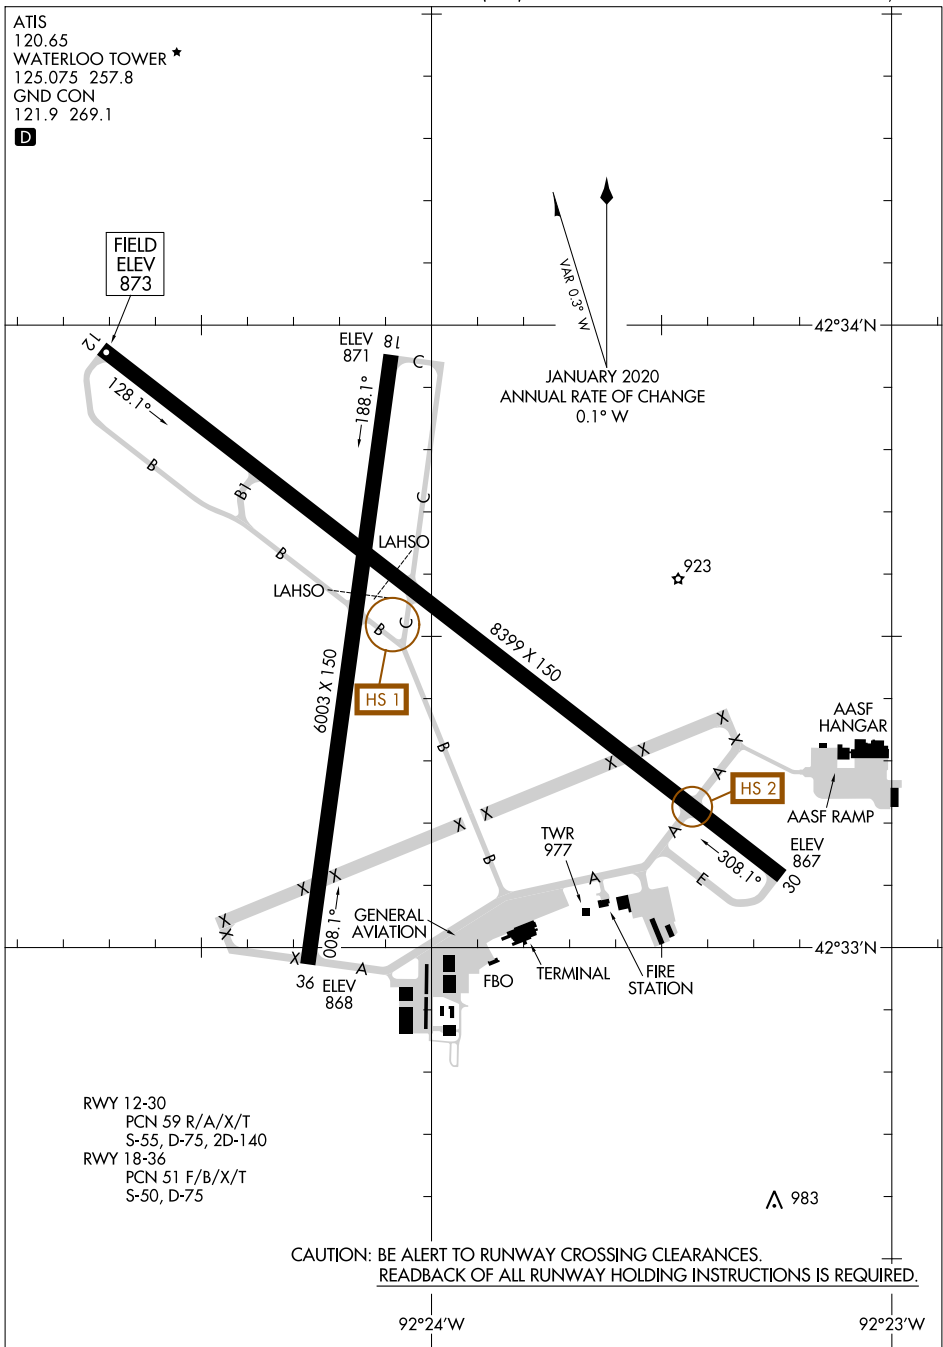 ATIS
120.65
WATERLOO TOWER ★
125.075 257.8
GND CON
121.9 269.1
D
FIELD
ELEV
873
VAR 0.3° W
42°34'N
JANUARY 2020
ANNUAL RATE OF CHANGE
0.1° W
12
128.1°
ELEV
871
18
188.1°
C
B
B1
C
B
LAHSO
LAHSO
B
C
HS 1
923
8399 X 150
6003 X 150
B
X
X
X
X
A
AASF
HANGAR
HS 2
AASF RAMP
X
X
A
TWR
977
B
308.1°
ELEV
867
30
A
E
X
X
X
X
008.1°
GENERAL
AVIATION
42°33'N
X
A
36
ELEV
868
FBO
TERMINAL
FIRE
STATION
RWY 12-30
PCN 59 R/A/X/T
S-55, D-75, 2D-140
RWY 18-36
PCN 51 F/B/X/T
S-50, D-75
983
CAUTION: BE ALERT TO RUNWAY CROSSING CLEARANCES.
READBACK OF ALL RUNWAY HOLDING INSTRUCTIONS IS REQUIRED.
92°24'W
92°23'W